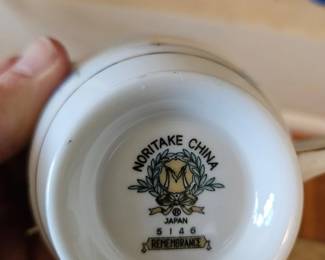 NORITAKE CHINA
M
®
JAPAN
5146
REMEMBRANCE